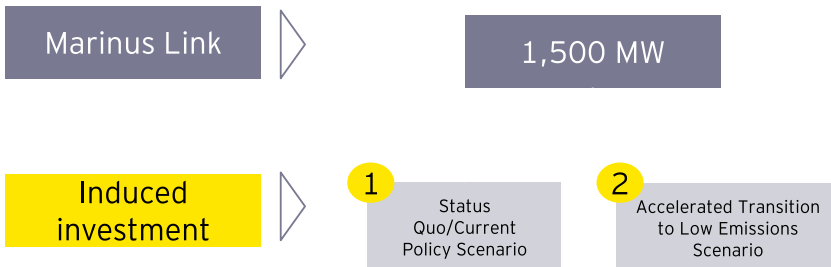 Marinus Link
1,500 MW
Induced
investment
1
Status
Quo/Current
Policy Scenario
2
Accelerated Transition
to Low Emissions
Scenario